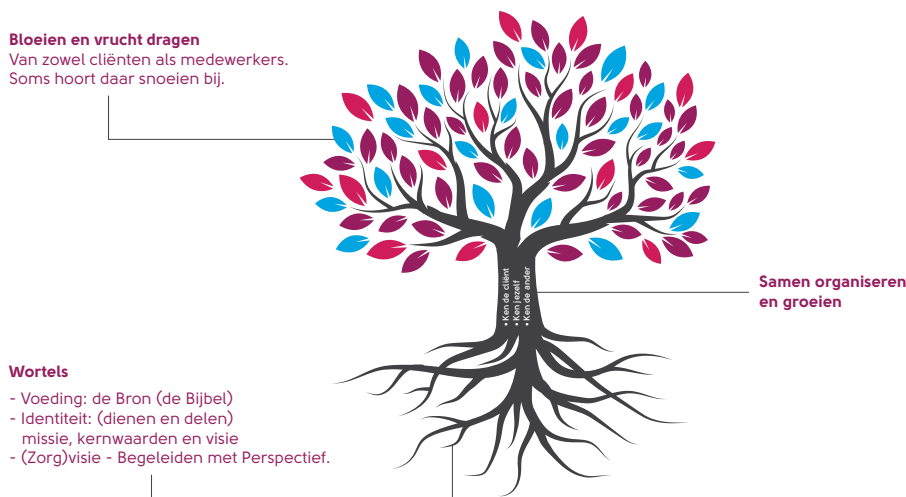 Bloeien en vrucht dragen
Van zowel cliënten als medewerkers.
Soms hoort daar snoeien bij.
• Ken de cliënt
• Ken jezelf
• Ken de ander
Samen organiseren
en groeien
Wortels
- Voeding: de Bron (de Bijbel)
- Identiteit: (dienen en delen)
missie, kernwaarden en visie
- (Zorg)visie - Begeleiden met Perspectief.